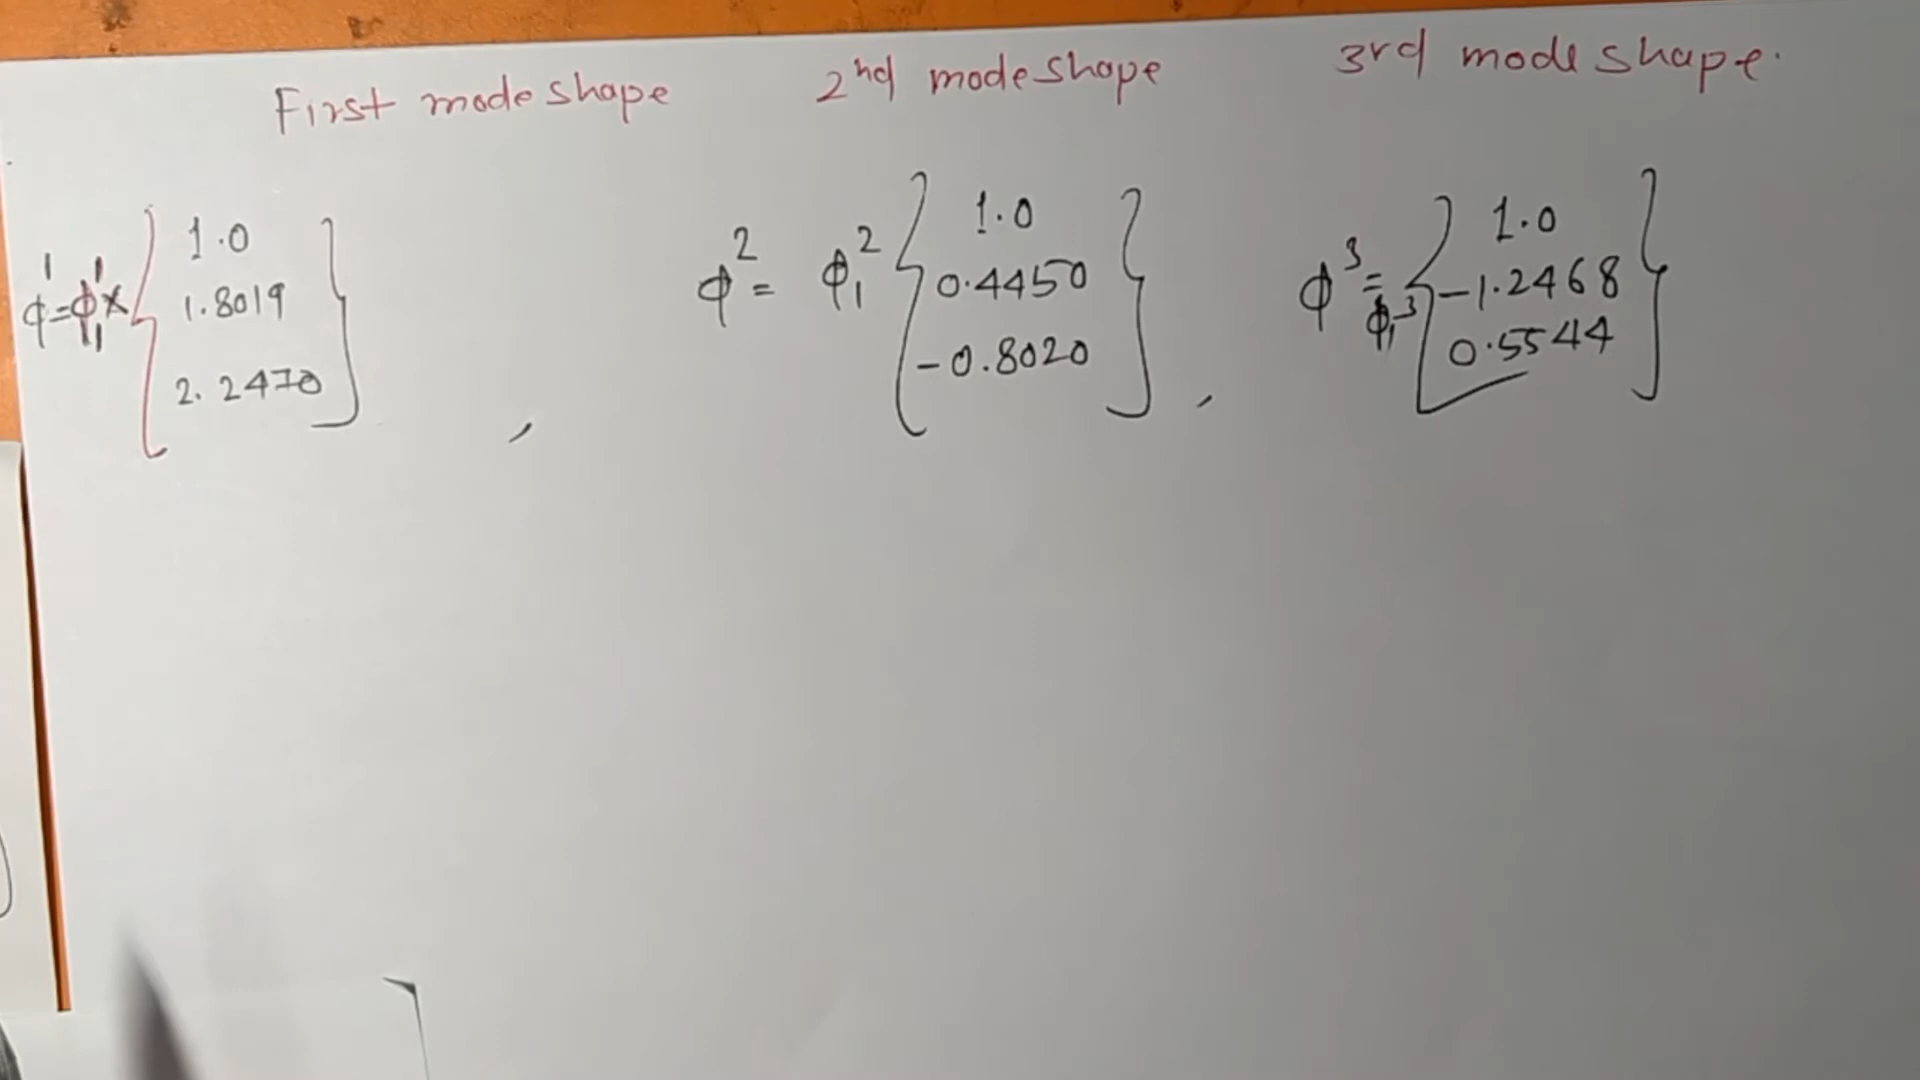 First mode shape
2nd mode shape
3rd mode shape.
ϕ¹=ϕ₁¹× { 1.0
1.8019
2.2470 } ,
ϕ² = ϕ₁² { 1.0
0.4450
-0.8020 } ,
ϕ³= ϕ₁³ { 1.0
-1.2468
0.5544 }